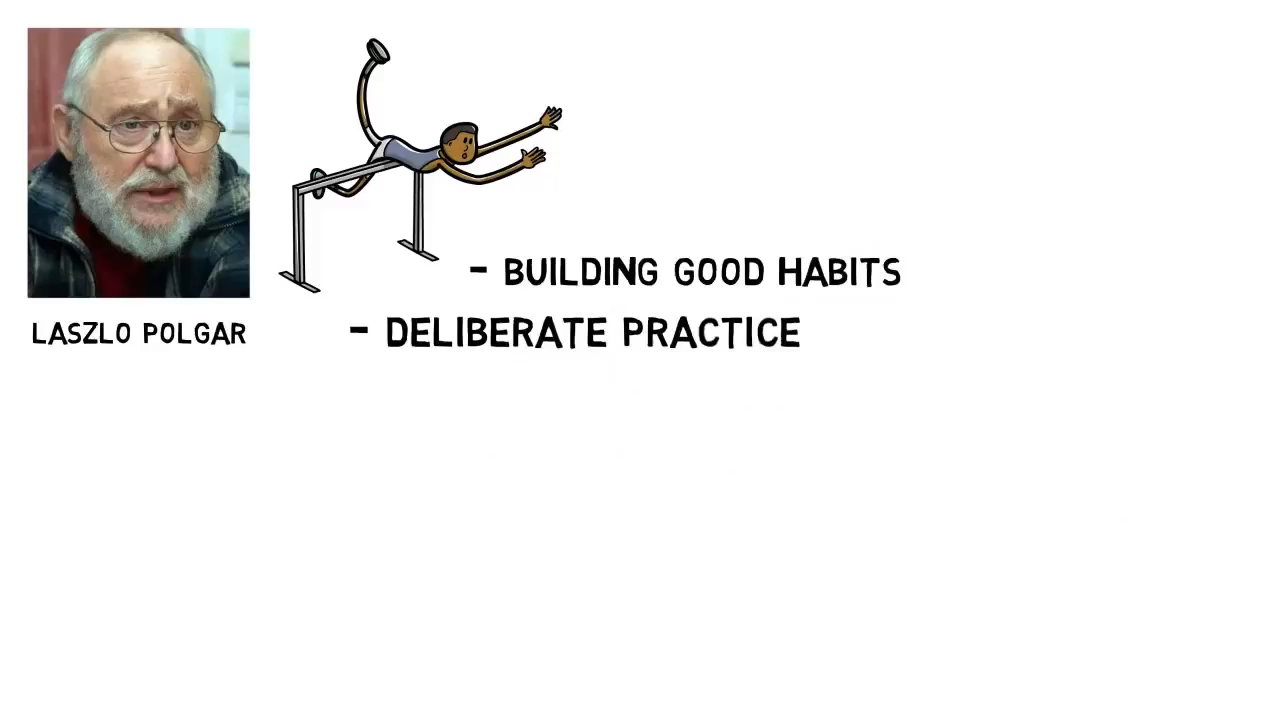 - BUILDING GOOD HABITS
LASZLO POLGAR
- DELIBERATE PRACTICE